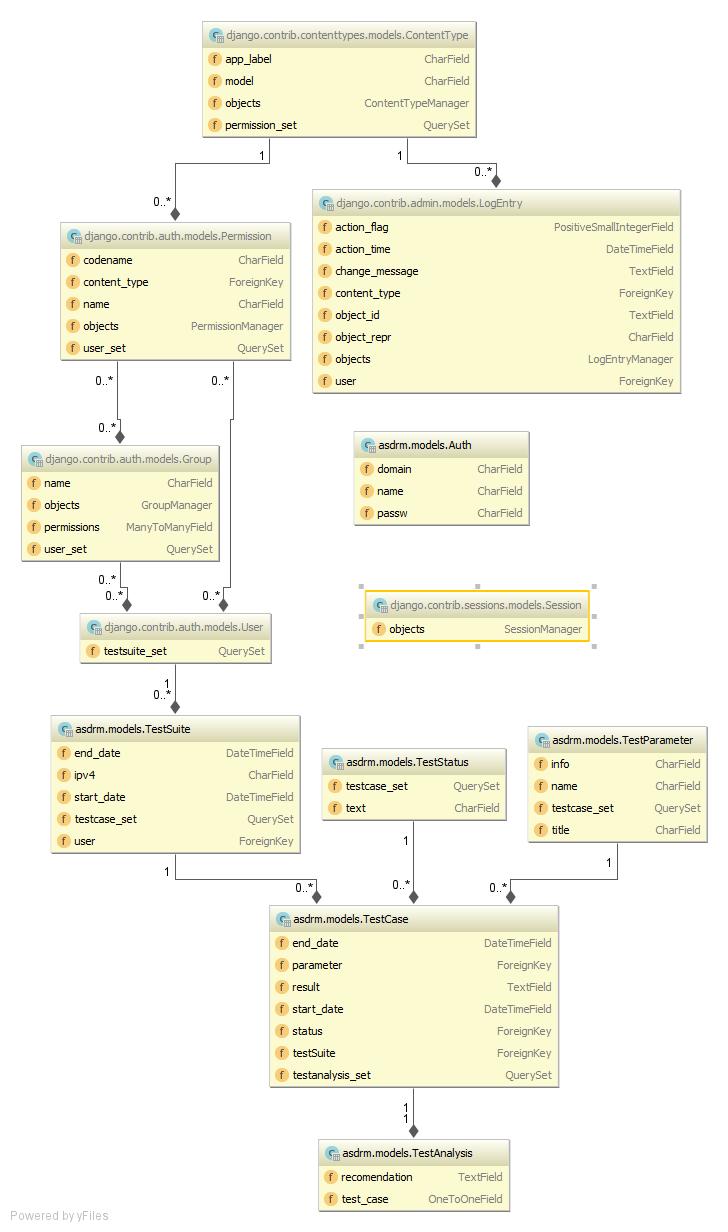 django.contrib.contenttypes.models.ContentType
app_label CharField
model CharField
objects ContentTypeManager
permission_set QuerySet
1 1
0..* 0..*
django.contrib.admin.models.LogEntry
action_flag PositiveSmallIntegerField
action_time DateTimeField
change_message TextField
content_type ForeignKey
object_id TextField
object_repr CharField
objects LogEntryManager
user ForeignKey
django.contrib.auth.models.Permission
codename CharField
content_type ForeignKey
name CharField
objects PermissionManager
user_set QuerySet
0..* 0..*
0..*
django.contrib.auth.models.Group
name CharField
objects GroupManager
permissions ManyToManyField
user_set QuerySet
asdrm.models.Auth
domain CharField
name CharField
passw CharField
0..*
0..* 0..*
django.contrib.auth.models.User
testsuite_set QuerySet
django.contrib.sessions.models.Session
objects SessionManager
1
0..*
asdrm.models.TestSuite
end_date DateTimeField
ipv4 CharField
start_date DateTimeField
testcase_set QuerySet
user ForeignKey
asdrm.models.TestStatus
testcase_set QuerySet
text CharField
asdrm.models.TestParameter
info CharField
name CharField
testcase_set QuerySet
title CharField
1 1 1
0..* 0..* 0..*
asdrm.models.TestCase
end_date DateTimeField
parameter ForeignKey
result TextField
start_date DateTimeField
status ForeignKey
testSuite ForeignKey
testanalysis_set QuerySet
1
1
asdrm.models.TestAnalysis
recomendation TextField
test_case OneToOneField
Powered by yFiles